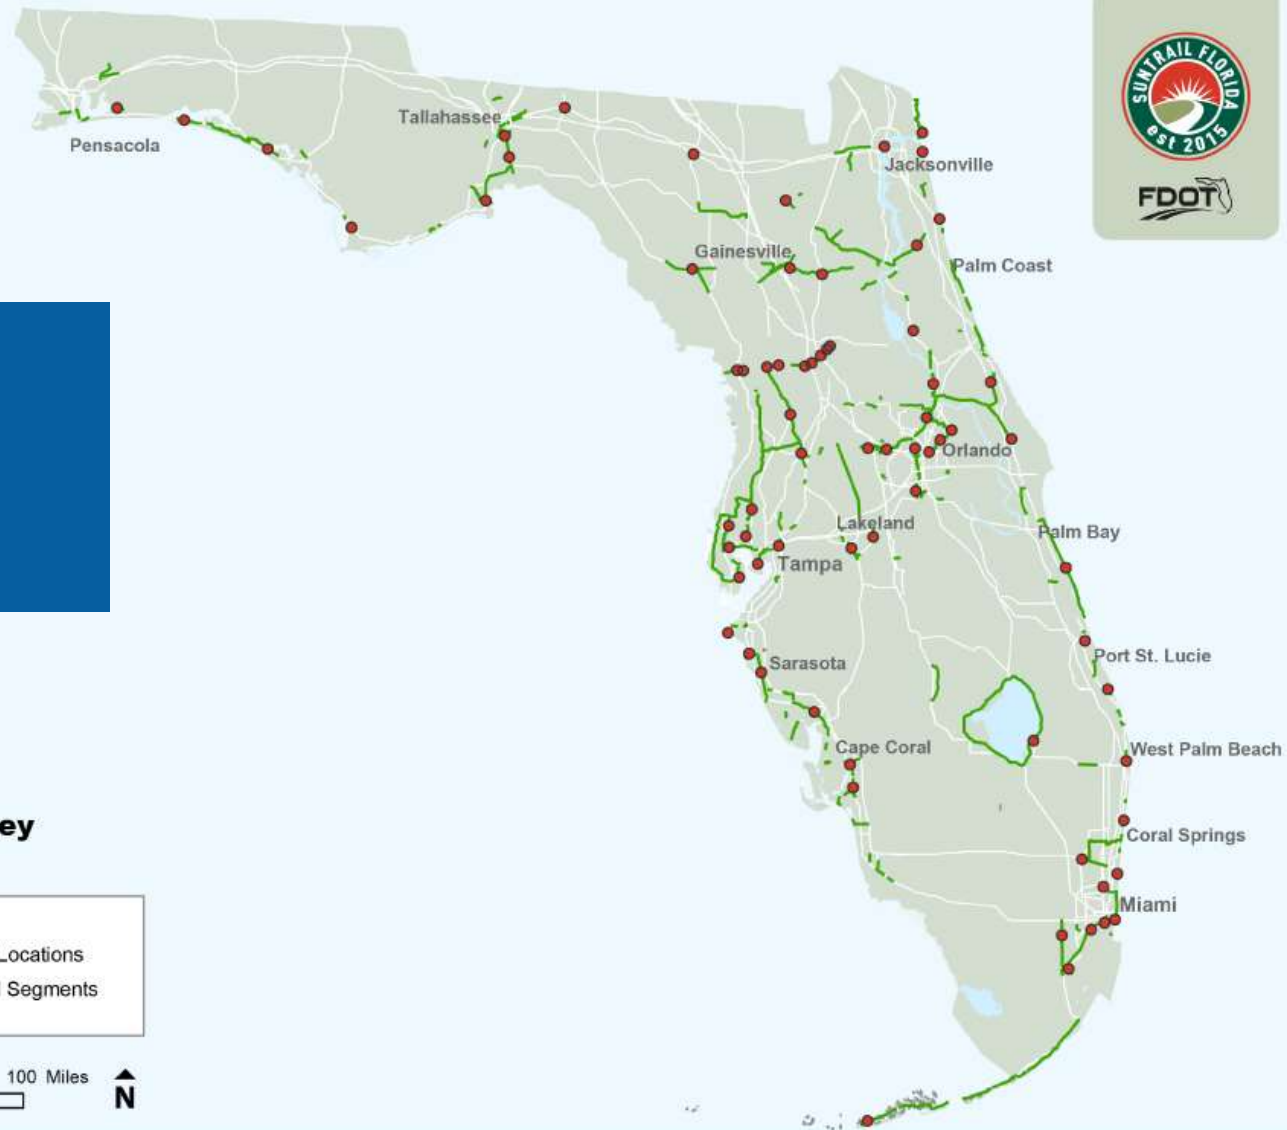 SUNTRAIL FLORIDA
est 2015
FDOT
Pensacola
Tallahassee
Jacksonville
Gainesville
Palm Coast
Orlando
Lakeland
Palm Bay
Tampa
Port St. Lucie
Sarasota
Cape Coral
West Palm Beach
Coral Springs
Miami
ey
Locations
Segments
100 Miles
N